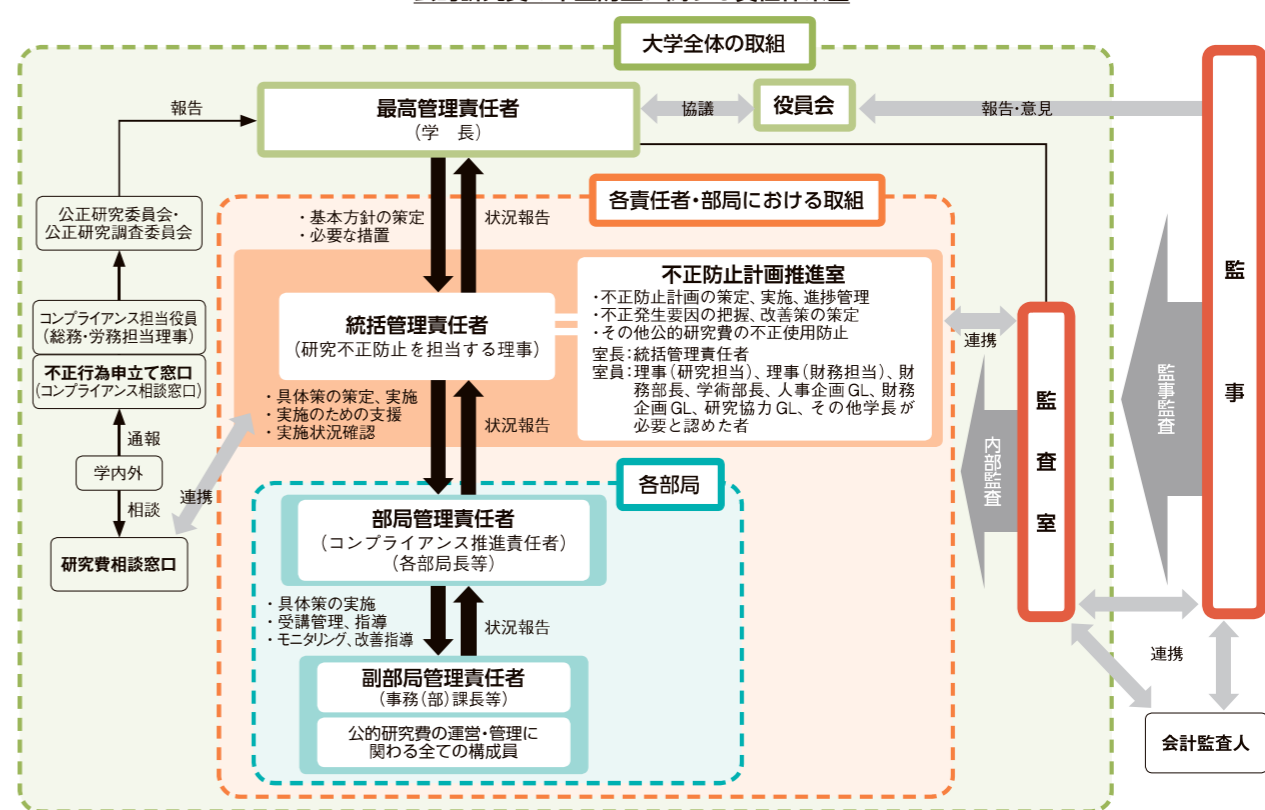 大学全体の取組
最高管理責任者
(学　長)
協議
役員会
報告・意見
報告
公正研究委員会・
公正研究調査委員会
コンプライアンス担当役員
(総務・労務担当理事)
不正行為申立て窓口
(コンプライアンス相談窓口)
通報
学内外
相談
研究費相談窓口
連携
各責任者・部局における取組
・基本方針の策定
・必要な措置
状況報告
統括管理責任者
(研究不正防止を担当する理事)
不正防止計画推進室
・不正防止計画の策定、実施、進捗管理
・不正発生要因の把握、改善策の策定
・その他公的研究費の不正使用防止
室長：統括管理責任者
室員：理事(研究担当)、理事(財務担当)、財
務部長、学術部長、人事企画GL、財務
企画GL、研究協力GL、その他学長が
必要と認めた者
・具体策の策定、実施
・実施のための支援
・実施状況確認
状況報告
各部局
部局管理責任者
(コンプライアンス推進責任者)
(各部局長等)
・具体策の実施
・受講管理、指導
・モニタリング、改善指導
状況報告
副部局管理責任者
(事務(部)課長等)
公的研究費の運営・管理に
関わる全ての構成員
連携
内部監査
監査室
監事監査
監事
連携
会計監査人